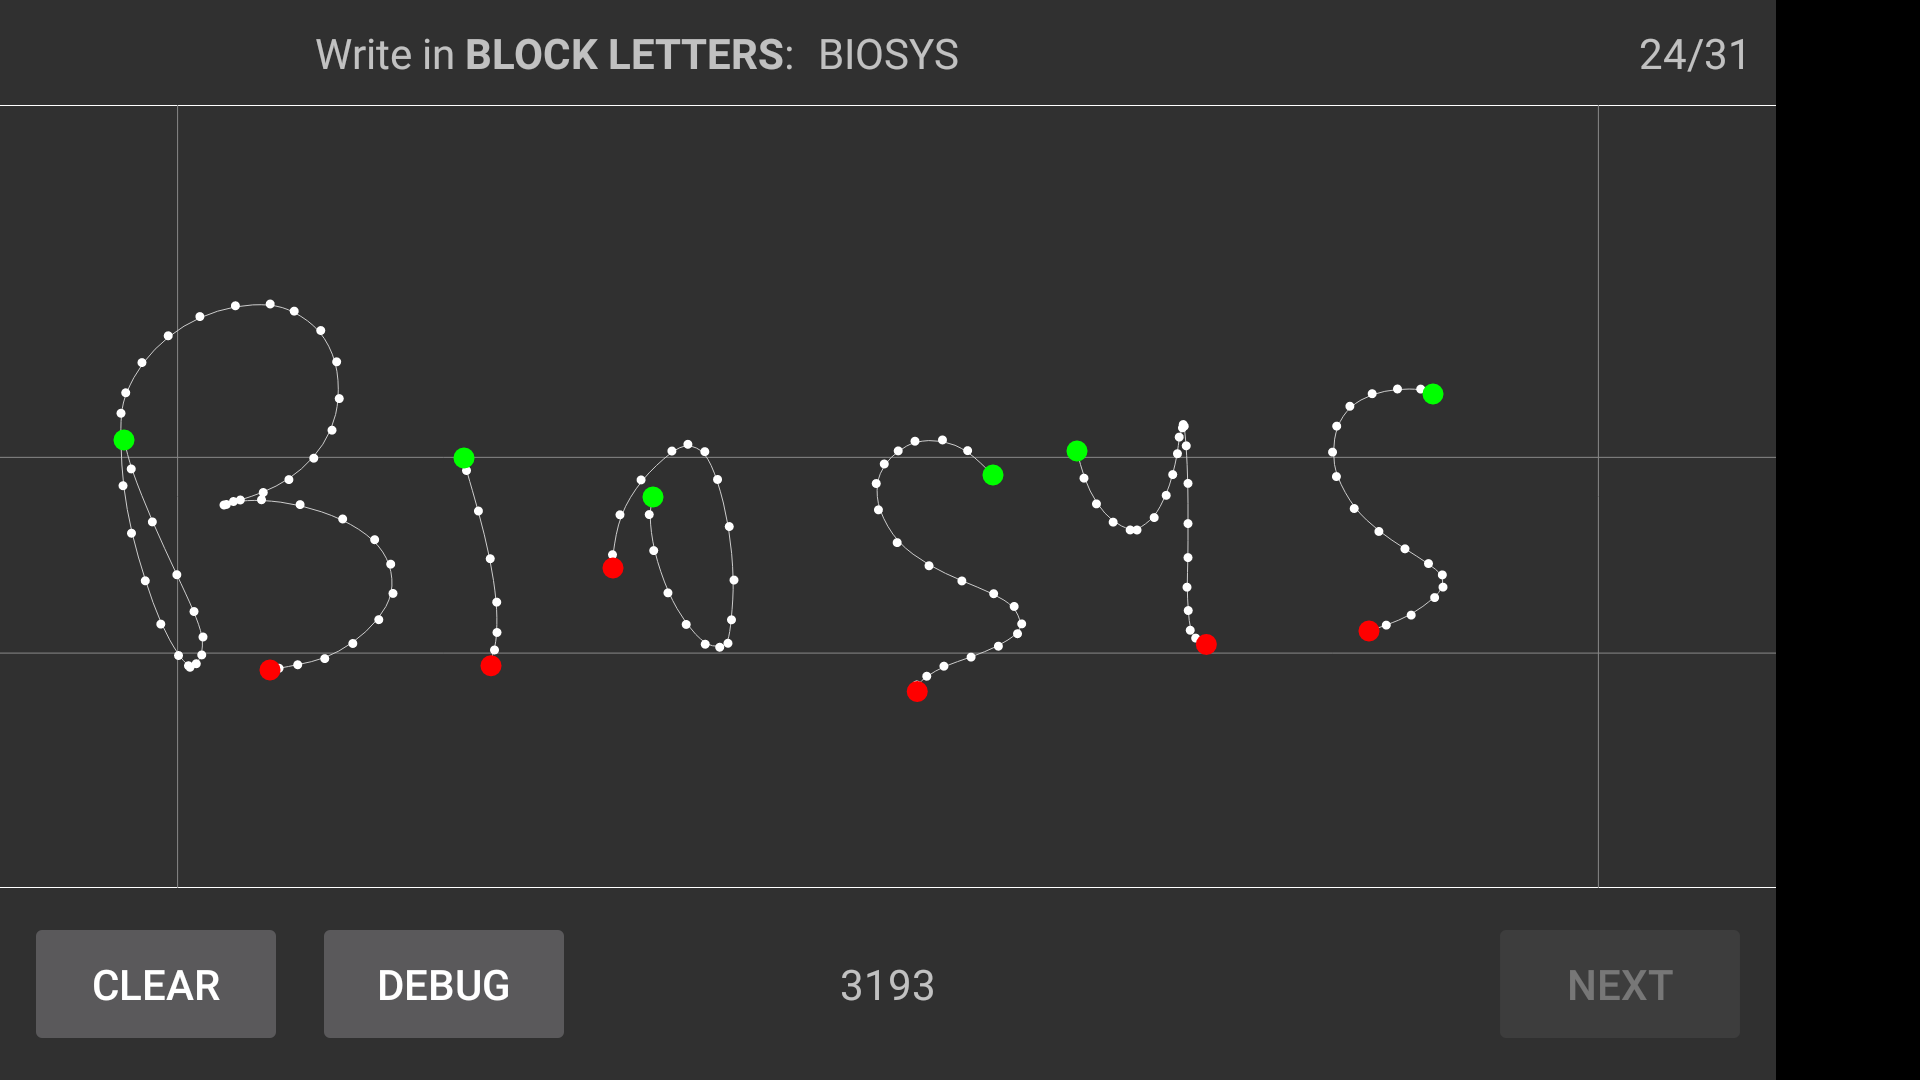 Write in BLOCK LETTERS: BIOSYS 24/31
BIOSYS
CLEAR DEBUG 3193 NEXT